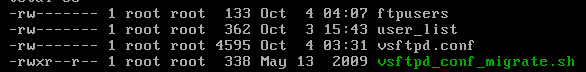 -rw------- 1 root root  133 Oct  4 04:07 ftpusers
-rw------- 1 root root  362 Oct  3 15:43 user_list
-rw------- 1 root root 4595 Oct  4 03:31 vsftpd.conf
-rwxr--r-- 1 root root  338 May 13  2009 vsftpd_conf_migrate.sh